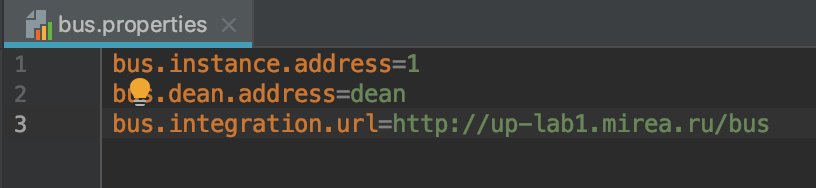 bus.properties
1 bus.instance.address=1
2 bus.dean.address=dean
3 bus.integration.url=http://up-lab1.mirea.ru/bus